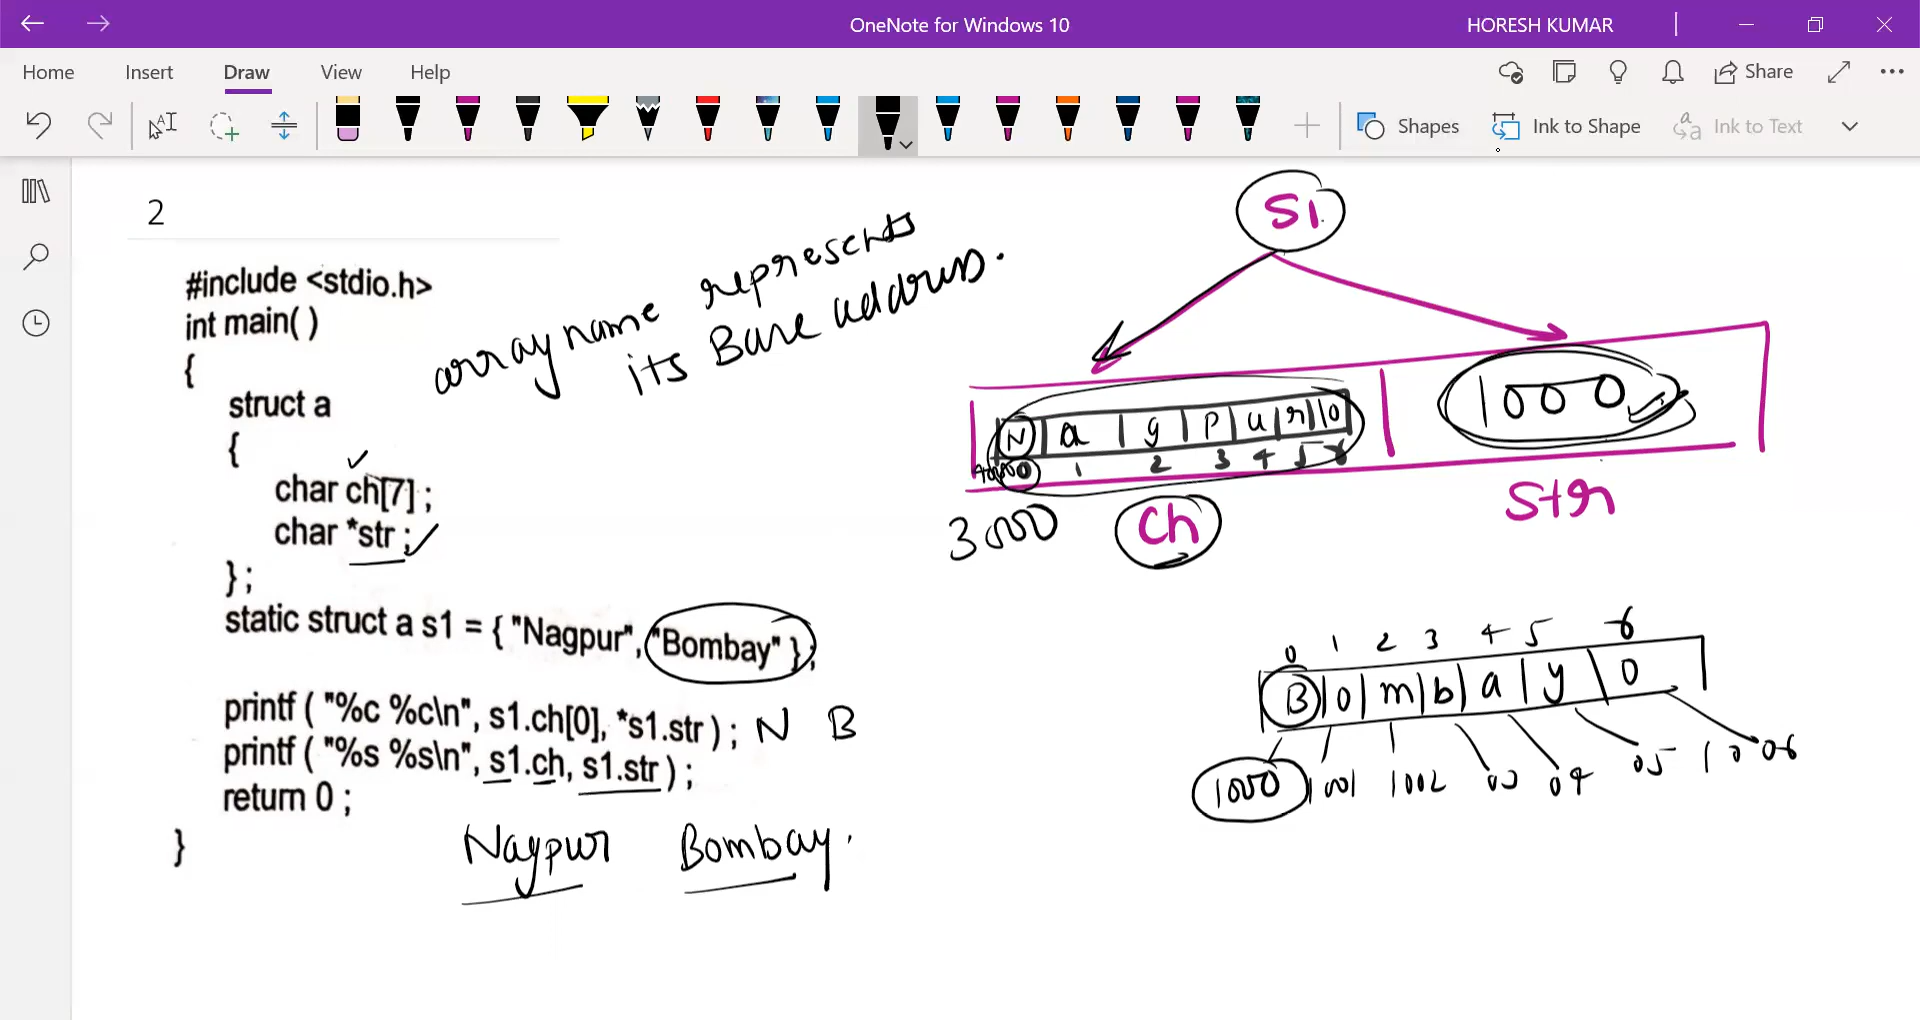 OneNote for Windows 10
HORESH KUMAR
Home Insert Draw View Help
Share
Shapes
Ink to Shape
Ink to Text
2
#include <stdio.h>
int main( )
{
struct a
{
char ch[7] ;
char *str ;
} ;
static struct a s1 = { "Nagpur", "Bombay" } ;
printf ( "%c %c\n", s1.ch[0], *s1.str ) ; N B
printf ( "%s %s\n", s1.ch, s1.str ) ;
return 0 ;
}
Nagpur Bombay.
array name represents
its Base address.
S1
N a g p u r \0
1 2 3 4 5 6
1000
3000
Ch
Str
0 1 2 3 4 5 6
B o m b a y \0
1000 1001 1002 03 04 05 1006